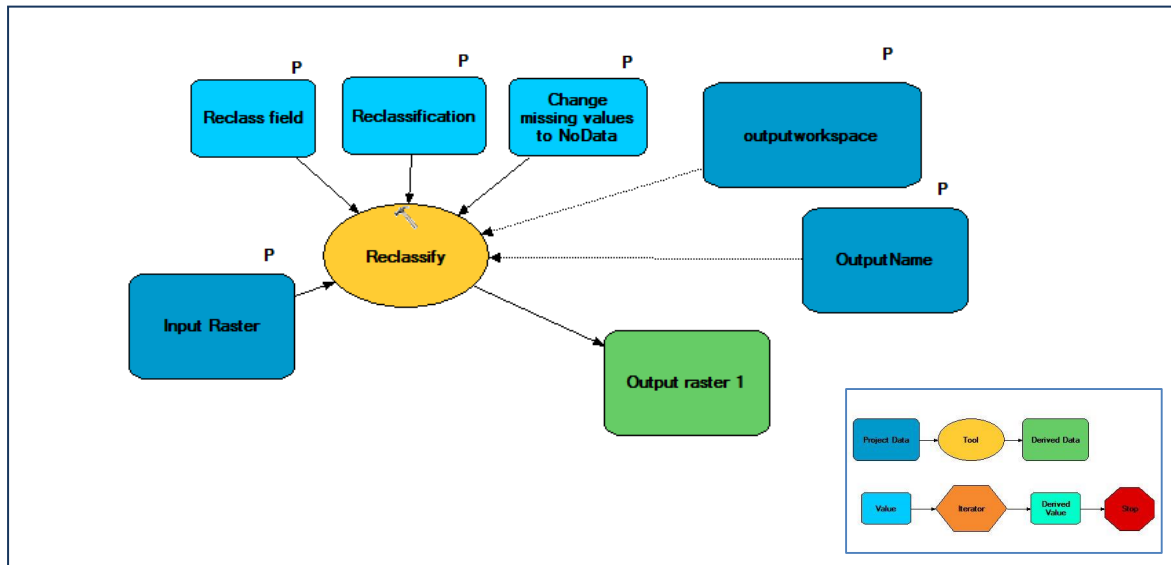 P
P
P
P
Reclass field
Reclassification
Change
missing values
to NoData
outputworkspace
P
Reclassify
OutputName
P
Input Raster
Output raster 1
Project Data
Tool
Derived Data
Value
Iterator
Derived
Value
Stop